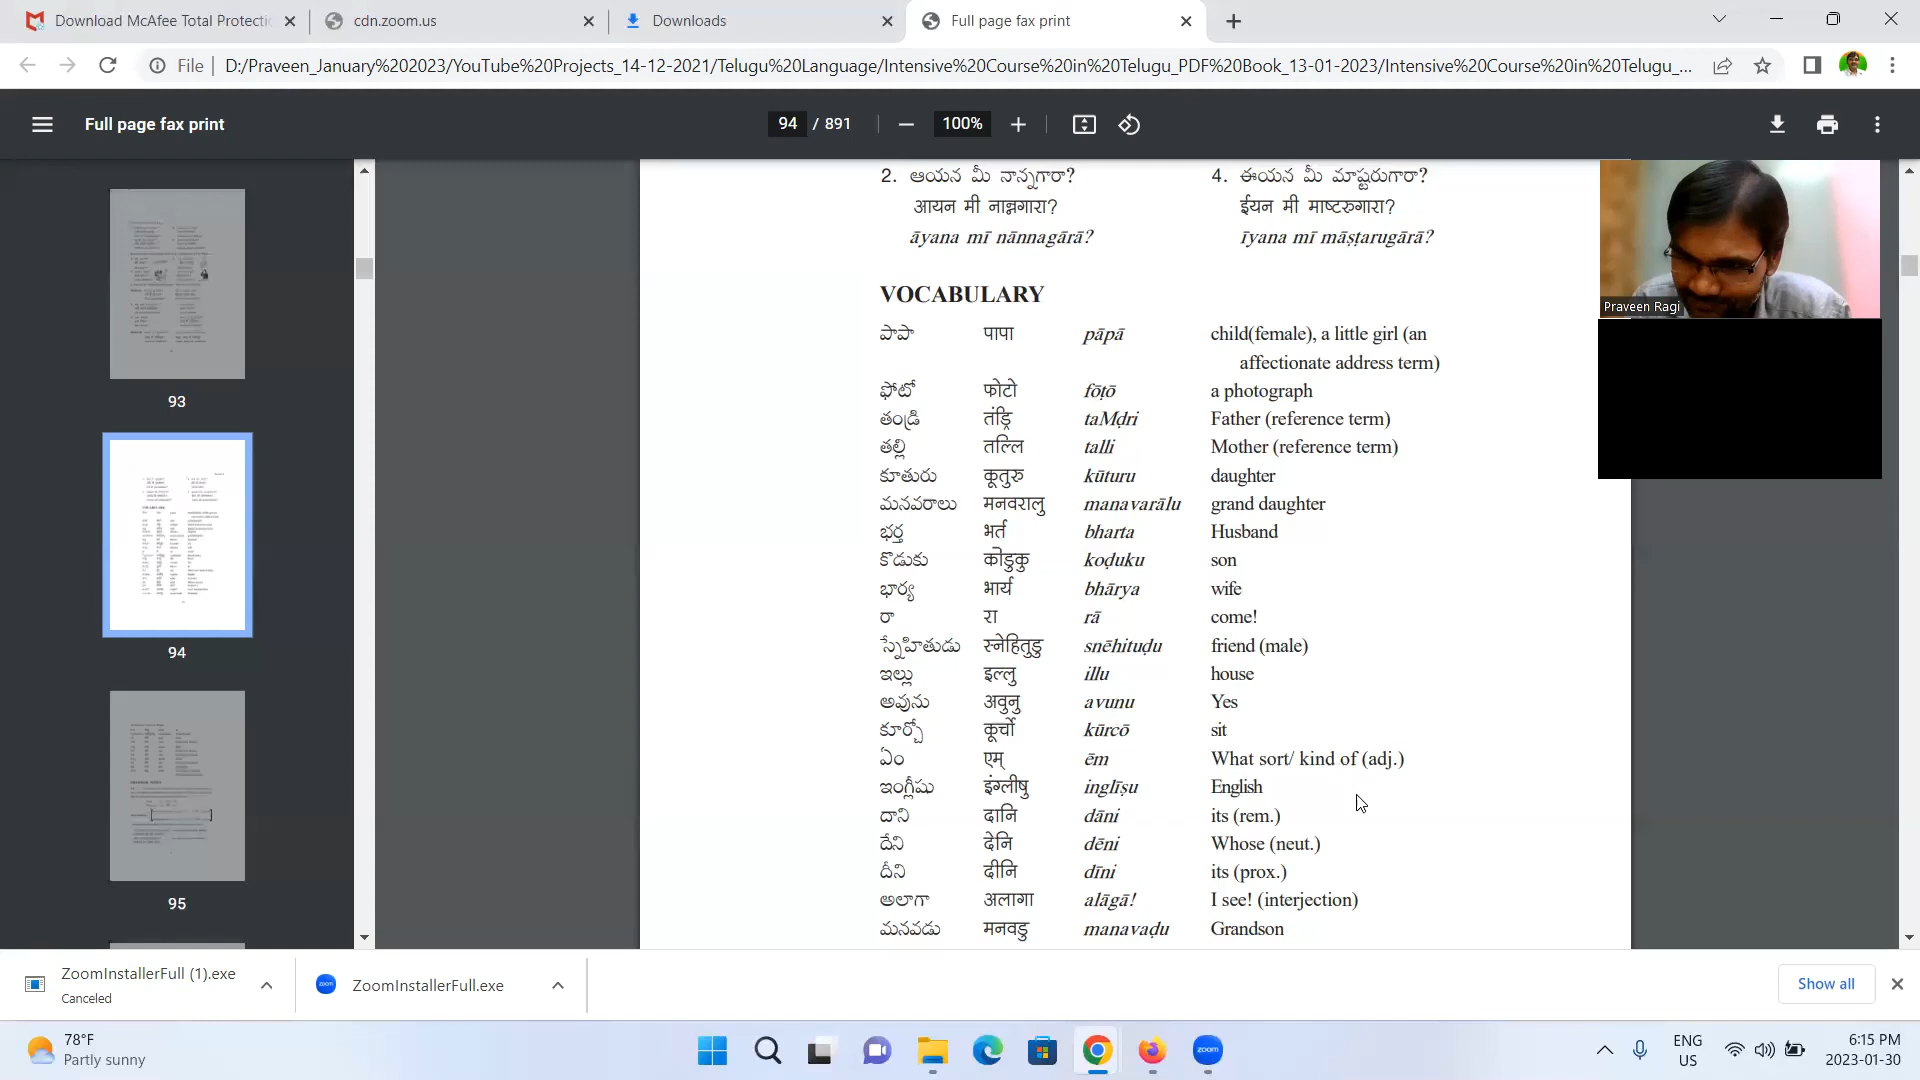 Download McAfee Total Protectic
cdn.zoom.us
Downloads
Full page fax print
File
D:/Praveen_January%202023/YouTube%20Projects_14-12-2021/Telugu%20Language/Intensive%20Course%20in%20Telugu_PDF%20Book_13-01-2023/Intensive%20Course%20in%20Telugu_...
Full page fax print
94 / 891
100%
93
94
95
2. ఆయన మీ నాన్నగారా? 4. ఈయన మీ మాష్టరుగారా?
आयन मी नान्नगारा? ईयन मी माष्टरुगारा?
āyana mī nānnagārā? īyana mī māṣṭarugārā?
VOCABULARY
పాపా पापा pāpā child(female), a little girl (an
affectionate address term)
ఫోటో फोटो fōṭō a photograph
తండ్రి तंड्रि taMḍri Father (reference term)
తల్లి तल्लि talli Mother (reference term)
కూతురు कूतुरु kūturu daughter
మనవరాలు मनवरालु manavarālu grand daughter
భర్త भर्त bharta Husband
కొడుకు कॊडुकु koḍuku son
భార్య भार्य bhārya wife
రా रा rā come!
స్నేహితుడు स्नेहितुडु snēhituḍu friend (male)
ఇల్లు इल्लु illu house
అవును अवुनु avunu Yes
కూర్చో कूर्चो kūrcō sit
ఏం एम् ēm What sort/ kind of (adj.)
ఇంగ్లీషు इंग्लीषु inglīṣu English
దాని दानि dāni its (rem.)
దేని देनि dēni Whose (neut.)
దీని दीनि dīni its (prox.)
అలాగా अलागा alāgā! I see! (interjection)
మనవడు मनवडु manavaḍu Grandson
Praveen Ragi
ZoomInstallerFull (1).exe
Canceled
ZoomInstallerFull.exe
Show all
78°F
Partly sunny
zoom
ENG
US
6:15 PM
2023-01-30